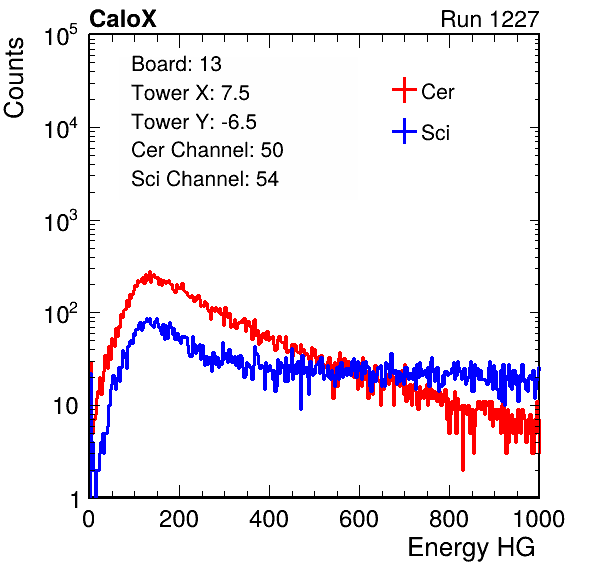 CaloX Run 1227
Counts
10^5
10^4
10^3
10^2
10
1
Board: 13
Tower X: 7.5
Tower Y: -6.5
Cer Channel: 50
Sci Channel: 54
Cer
Sci
0 200 400 600 800 1000
Energy HG